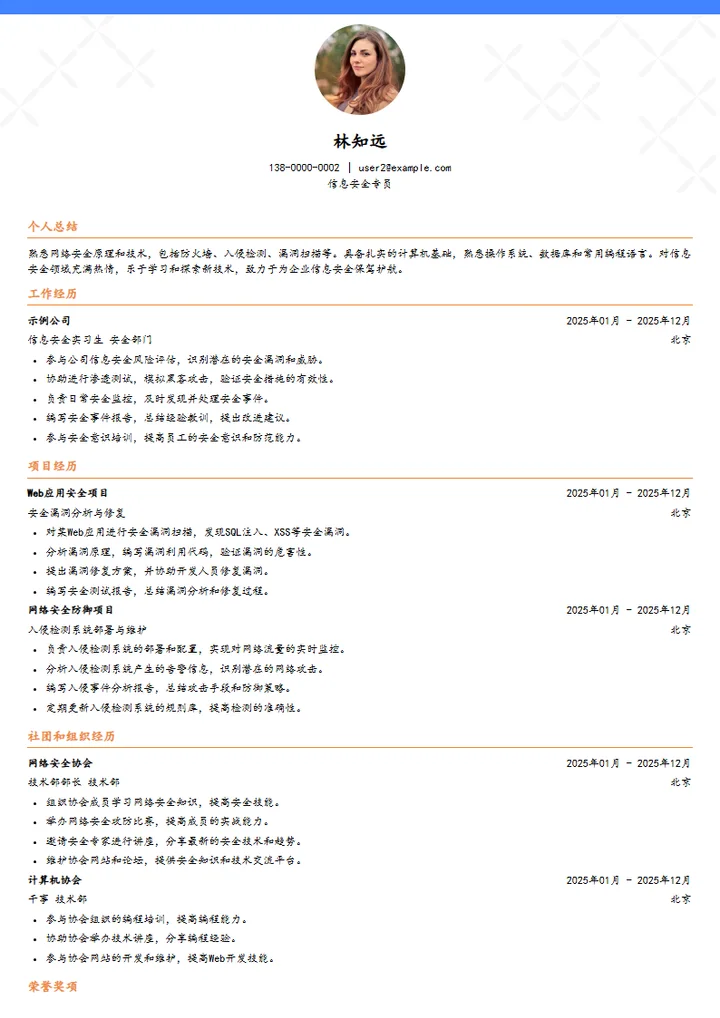 林知远
138-0000-0002 | user2@example.com
信息安全专员
个人总结
熟悉网络安全原理和技术，包括防火墙、入侵检测、漏洞扫描等。具备扎实的计算机基础，熟悉操作系统、数据库和常用编程语言。对信息
安全领域充满热情，乐于学习和探索新技术，致力于为企业信息安全保驾护航。
工作经历
示例公司 2025年01月 - 2025年12月
信息安全实习生 安全部门 北京
• 参与公司信息安全风险评估，识别潜在的安全漏洞和威胁。
• 协助进行渗透测试，模拟黑客攻击，验证安全措施的有效性。
• 负责日常安全监控，及时发现并处理安全事件。
• 编写安全事件报告，总结经验教训，提出改进建议。
• 参与安全意识培训，提高员工的安全意识和防范能力。
项目经历
Web应用安全项目 2025年01月 - 2025年12月
安全漏洞分析与修复 北京
• 对某Web应用进行安全漏洞扫描，发现SQL注入、XSS等安全漏洞。
• 分析漏洞原理，编写漏洞利用代码，验证漏洞的危害性。
• 提出漏洞修复方案，并协助开发人员修复漏洞。
• 编写安全测试报告，总结漏洞分析和修复过程。
网络安全防御项目 2025年01月 - 2025年12月
入侵检测系统部署与维护 北京
• 负责入侵检测系统的部署和配置，实现对网络流量的实时监控。
• 分析入侵检测系统产生的告警信息，识别潜在的网络攻击。
• 编写入侵事件分析报告，总结攻击手段和防御策略。
• 定期更新入侵检测系统的规则库，提高检测的准确性。
社团和组织经历
网络安全协会 2025年01月 - 2025年12月
技术部部长 技术部 北京
• 组织协会成员学习网络安全知识，提高安全技能。
• 举办网络安全攻防比赛，提高成员的实战能力。
• 邀请安全专家进行讲座，分享最新的安全技术和趋势。
• 维护协会网站和论坛，提供安全知识和技术交流平台。
计算机协会 2025年01月 - 2025年12月
干事 技术部 北京
• 参与协会组织的编程培训，提高编程能力。
• 协助协会举办技术讲座，分享编程经验。
• 参与协会网站的开发和维护，提高Web开发技能。
荣誉奖项